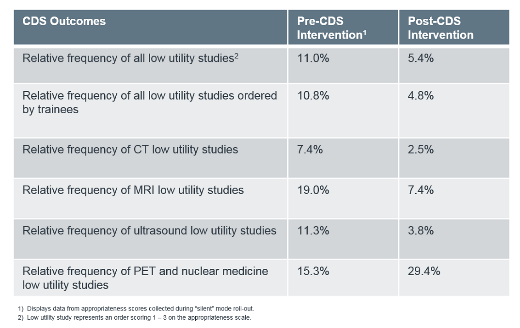 CDS Outcomes
Pre-CDS
Intervention¹
Post-CDS
Intervention
Relative frequency of all low utility studies²
11.0%
5.4%
Relative frequency of all low utility studies ordered
by trainees
10.8%
4.8%
Relative frequency of CT low utility studies
7.4%
2.5%
Relative frequency of MRI low utility studies
19.0%
7.4%
Relative frequency of ultrasound low utility studies
11.3%
3.8%
Relative frequency of PET and nuclear medicine
low utility studies
15.3%
29.4%
1) Displays data from appropriateness scores collected during "silent" mode roll-out.
2) Low utility study represents an order scoring 1 – 3 on the appropriateness scale.